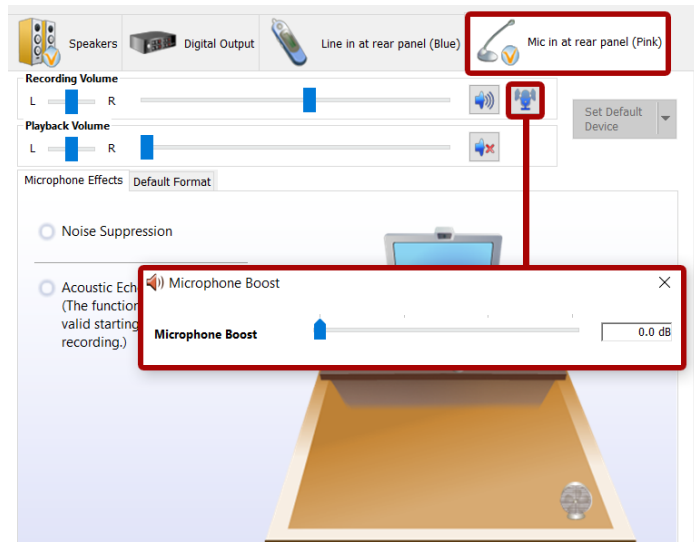 Speakers
Digital Output
Line in at rear panel (Blue)
Mic in at rear panel (Pink)
Recording Volume
L R
Set Default
Device
Playback Volume
L R
Microphone Effects
Default Format
Noise Suppression
Acoustic Ech
(The function
valid starting
recording.)
Microphone Boost
Microphone Boost
0.0 dB